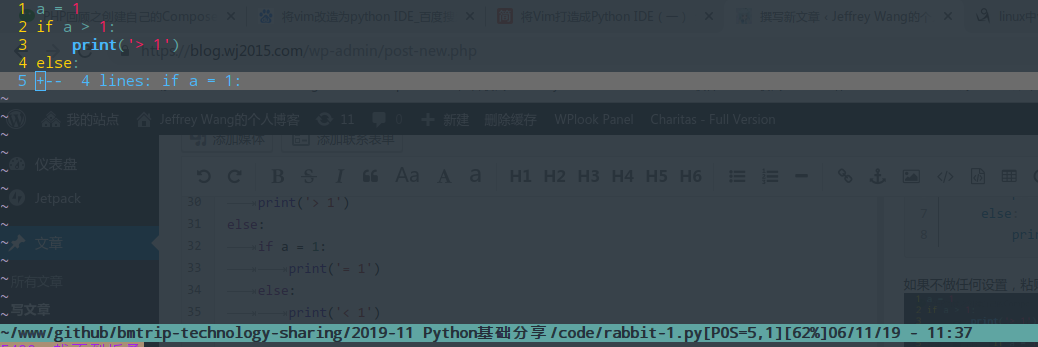 1 a = 1
2 if a > 1:
3     print('> 1')
4 else:
5 +--  4 lines: if a = 1:
~
~
~
~
~
~
~
~
~
~
~
~
将vim改造为python IDE_百度
将Vim打造成Python IDE（一）
撰写新文章 ‹ Jeffrey Wang的个
linux中
https://blog.wj2015.com/wp-admin/post-new.php
我的站点
Jeffrey Wang的个人博客
11
0
新建
删除缓存
WPlook Panel
Charitas - Full Version
仪表盘
Jetpack
文章
所有文章
写文章
添加媒体
添加联系表单
B S I Aa A a H1 H2 H3 H4 H5 H6
30 print('> 1')
31 else:
32 if a = 1:
33 print('= 1')
34 else:
35 print('< 1')
7 else:
8 prin
如果不做任何设置，粘贴
~/www/github/bmtrip-technology-sharing/2019-11 Python基础分享/code/rabbit-1.py[POS=5,1][62%]06/11/19 - 11:37